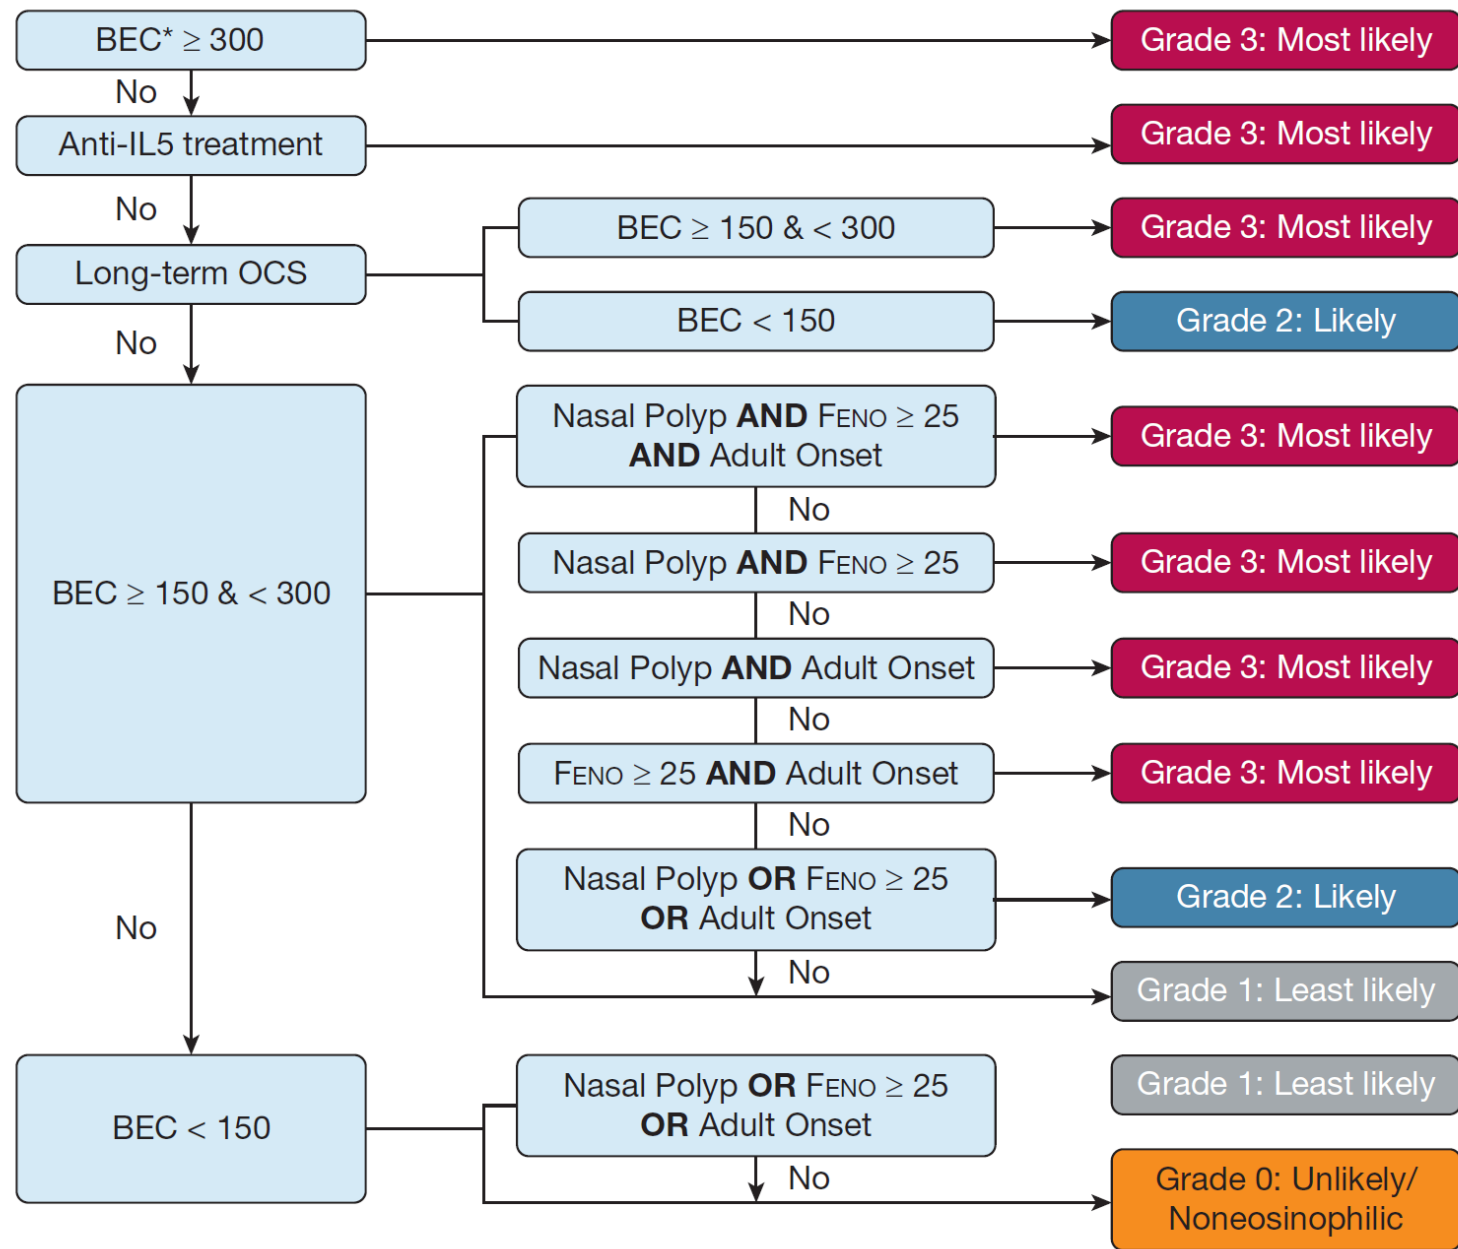 BEC* ≥ 300
Grade 3: Most likely
No
Anti-IL5 treatment
Grade 3: Most likely
No
BEC ≥ 150 & < 300
Grade 3: Most likely
Long-term OCS
BEC < 150
Grade 2: Likely
No
BEC ≥ 150 & < 300
Nasal Polyp AND FENO ≥ 25
AND Adult Onset
Grade 3: Most likely
No
Nasal Polyp AND FENO ≥ 25
Grade 3: Most likely
No
Nasal Polyp AND Adult Onset
Grade 3: Most likely
No
FENO ≥ 25 AND Adult Onset
Grade 3: Most likely
No
Nasal Polyp OR FENO ≥ 25
OR Adult Onset
Grade 2: Likely
No
Grade 1: Least likely
No
BEC < 150
Nasal Polyp OR FENO ≥ 25
OR Adult Onset
Grade 1: Least likely
No
Grade 0: Unlikely/
Noneosinophilic